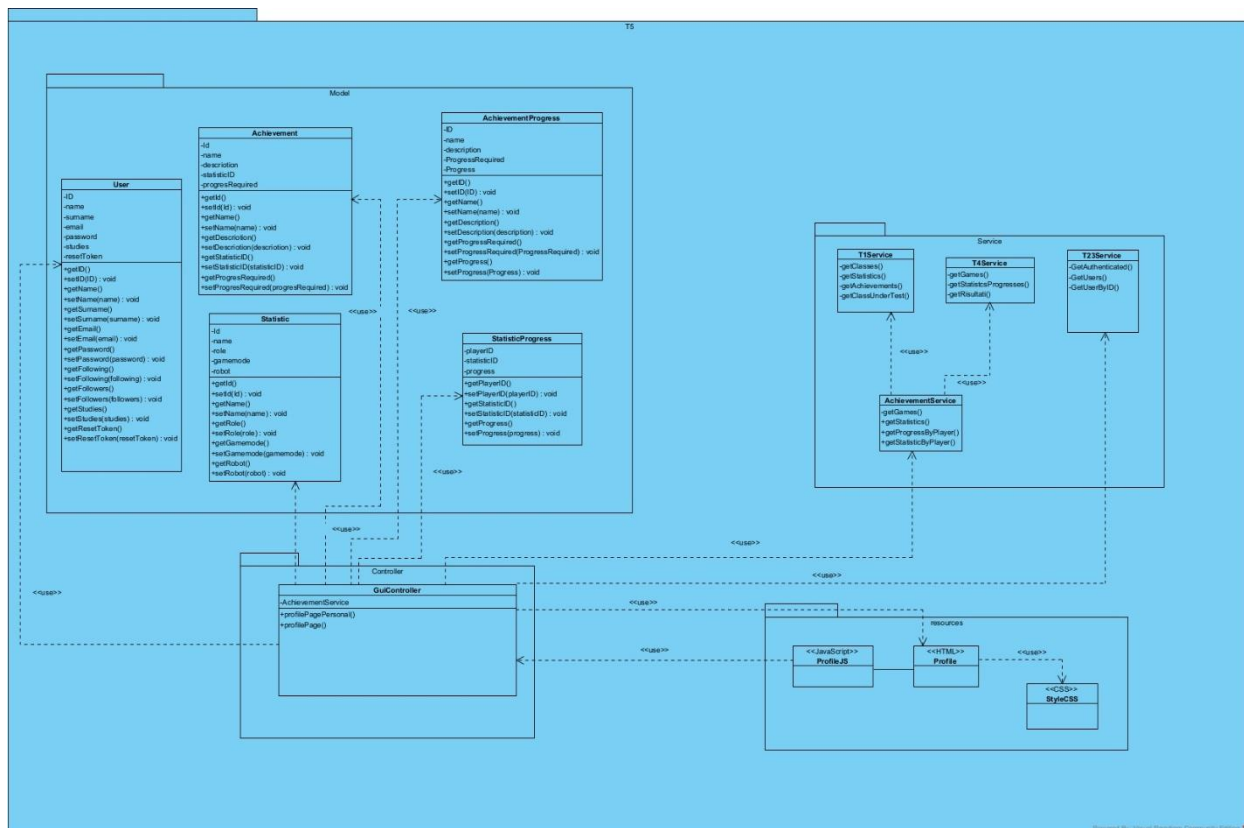 T5
Model
User
-ID
-name
-surname
-email
-password
-studies
-resetToken
+getID()
+setID(ID) : void
+getName()
+setName(name) : void
+getSurname()
+setSurname(surname) : void
+getEmail()
+setEmail(email) : void
+getPassword()
+setPassword(password) : void
+getFollowing()
+setFollowing(following) : void
+getFollowers()
+setFollowers(followers) : void
+getStudies()
+setStudies(studies) : void
+getResetToken()
+setResetToken(resetToken) : void
Achievement
-Id
-name
-description
-statisticID
-progresRequired
+getId()
+setId(Id) : void
+getName()
+setName(name) : void
+getDescription()
+setDescription(description) : void
+getStatisticID()
+setStatisticID(statisticID) : void
+getProgresRequired()
+setProgresRequired(progresRequired) : void
AchievementProgress
-ID
-name
-description
-ProgressRequired
-Progress
+getID()
+setID(ID) : void
+getName()
+setName(name) : void
+getDescription()
+setDescription(description) : void
+getProgressRequired()
+setProgressRequired(ProgressRequired) : void
+getProgress()
+setProgress(Progress) : void
Statistic
-Id
-name
-role
-gamemode
-robot
+getId()
+setId(Id) : void
+getName()
+setName(name) : void
+getRole()
+setRole(role) : void
+getGamemode()
+setGamemode(gamemode) : void
+getRobot()
+setRobot(robot) : void
<<use>>
<<use>>
StatisticProgress
-playerID
-statisticID
-progress
+getPlayerID()
+setPlayerID(playerID) : void
+getStatisticID()
+setStatisticID(statistidID) : void
+getProgress()
+setProgress(progress) : void
<<use>>
<<use>>
Service
T1Service
-getClasses()
-getStatistics()
-getAchievements()
-getClassUnderTest()
T4Service
-getGames()
-getStatistcsProgresses()
-getRisultati()
T23Service
-GetAuthenticated()
-GetUsers()
-GetUserByID()
<<use>>
<<use>>
AchievementService
-getGames()
+getStatistics()
+getProgressByPlayer()
+getStatisticByPlayer()
<<use>>
<<use>>
Controller
GuiController
-AchievementService
+profilePagePersonal()
+profilePage()
<<use>>
<<use>>
<<use>>
resources
<<JavaScript>>
ProfileJS
<<HTML>>
Profile
<<use>>
<<CSS>>
StyleCSS